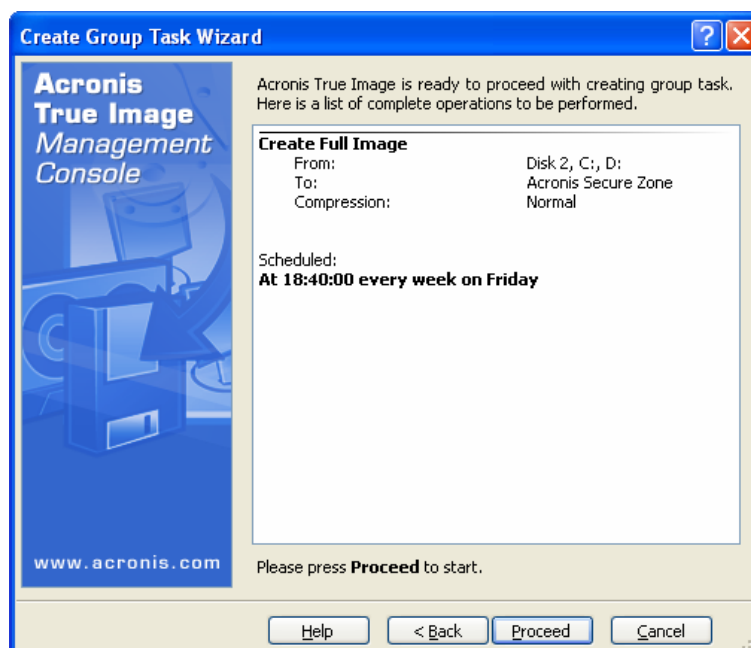 Create Group Task Wizard
Acronis
True Image
Management
Console
www.acronis.com
Acronis True Image is ready to proceed with creating group task.
Here is a list of complete operations to be performed.
Create Full Image
From: Disk 2, C:, D:
To: Acronis Secure Zone
Compression: Normal
Scheduled:
At 18:40:00 every week on Friday
Please press Proceed to start.
Help < Back Proceed Cancel